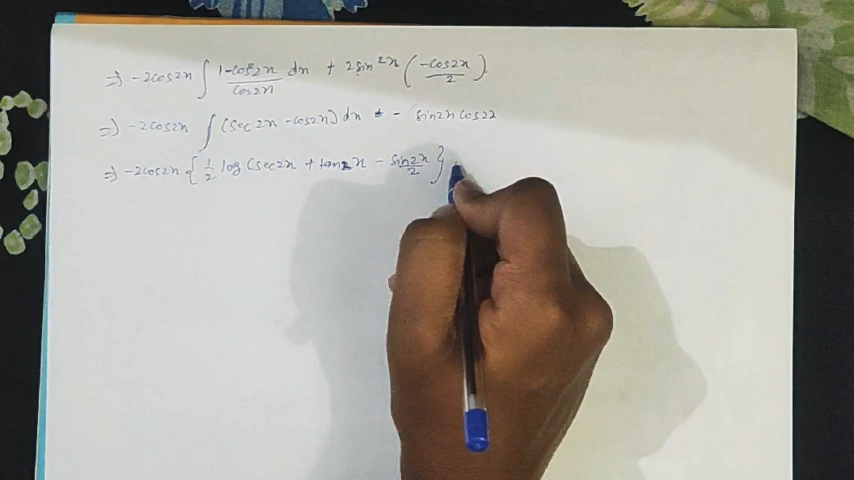 => -2cos2x ∫ 1-cos²2x/cos2x dx + 2sin2x (-cos2x/2).
=> -2cos2x ∫ (sec2x - cos2x) dx - sin2x cos2x
=> -2cos2x { 1/2 log (sec2x + tan2x - sin2x/2 }